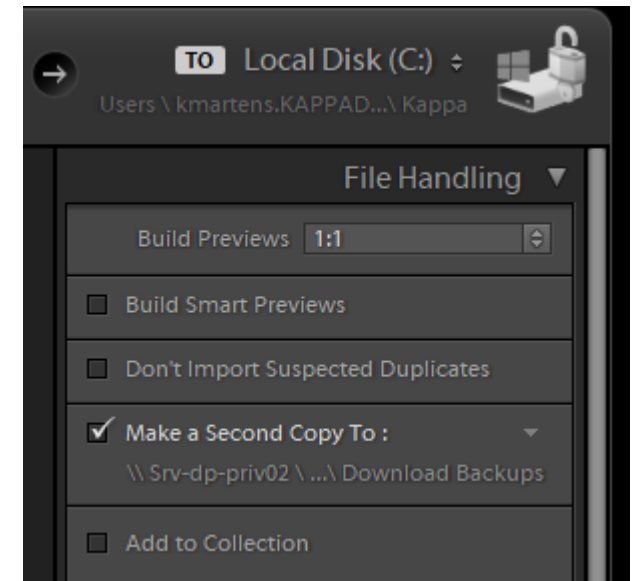 TO Local Disk (C:)
Users \ kmartens.KAPPAD...\ Kappa
File Handling
Build Previews 1:1
Build Smart Previews
Don't Import Suspected Duplicates
Make a Second Copy To :
\\ Srv-dp-priv02 \ ...\ Download Backups
Add to Collection